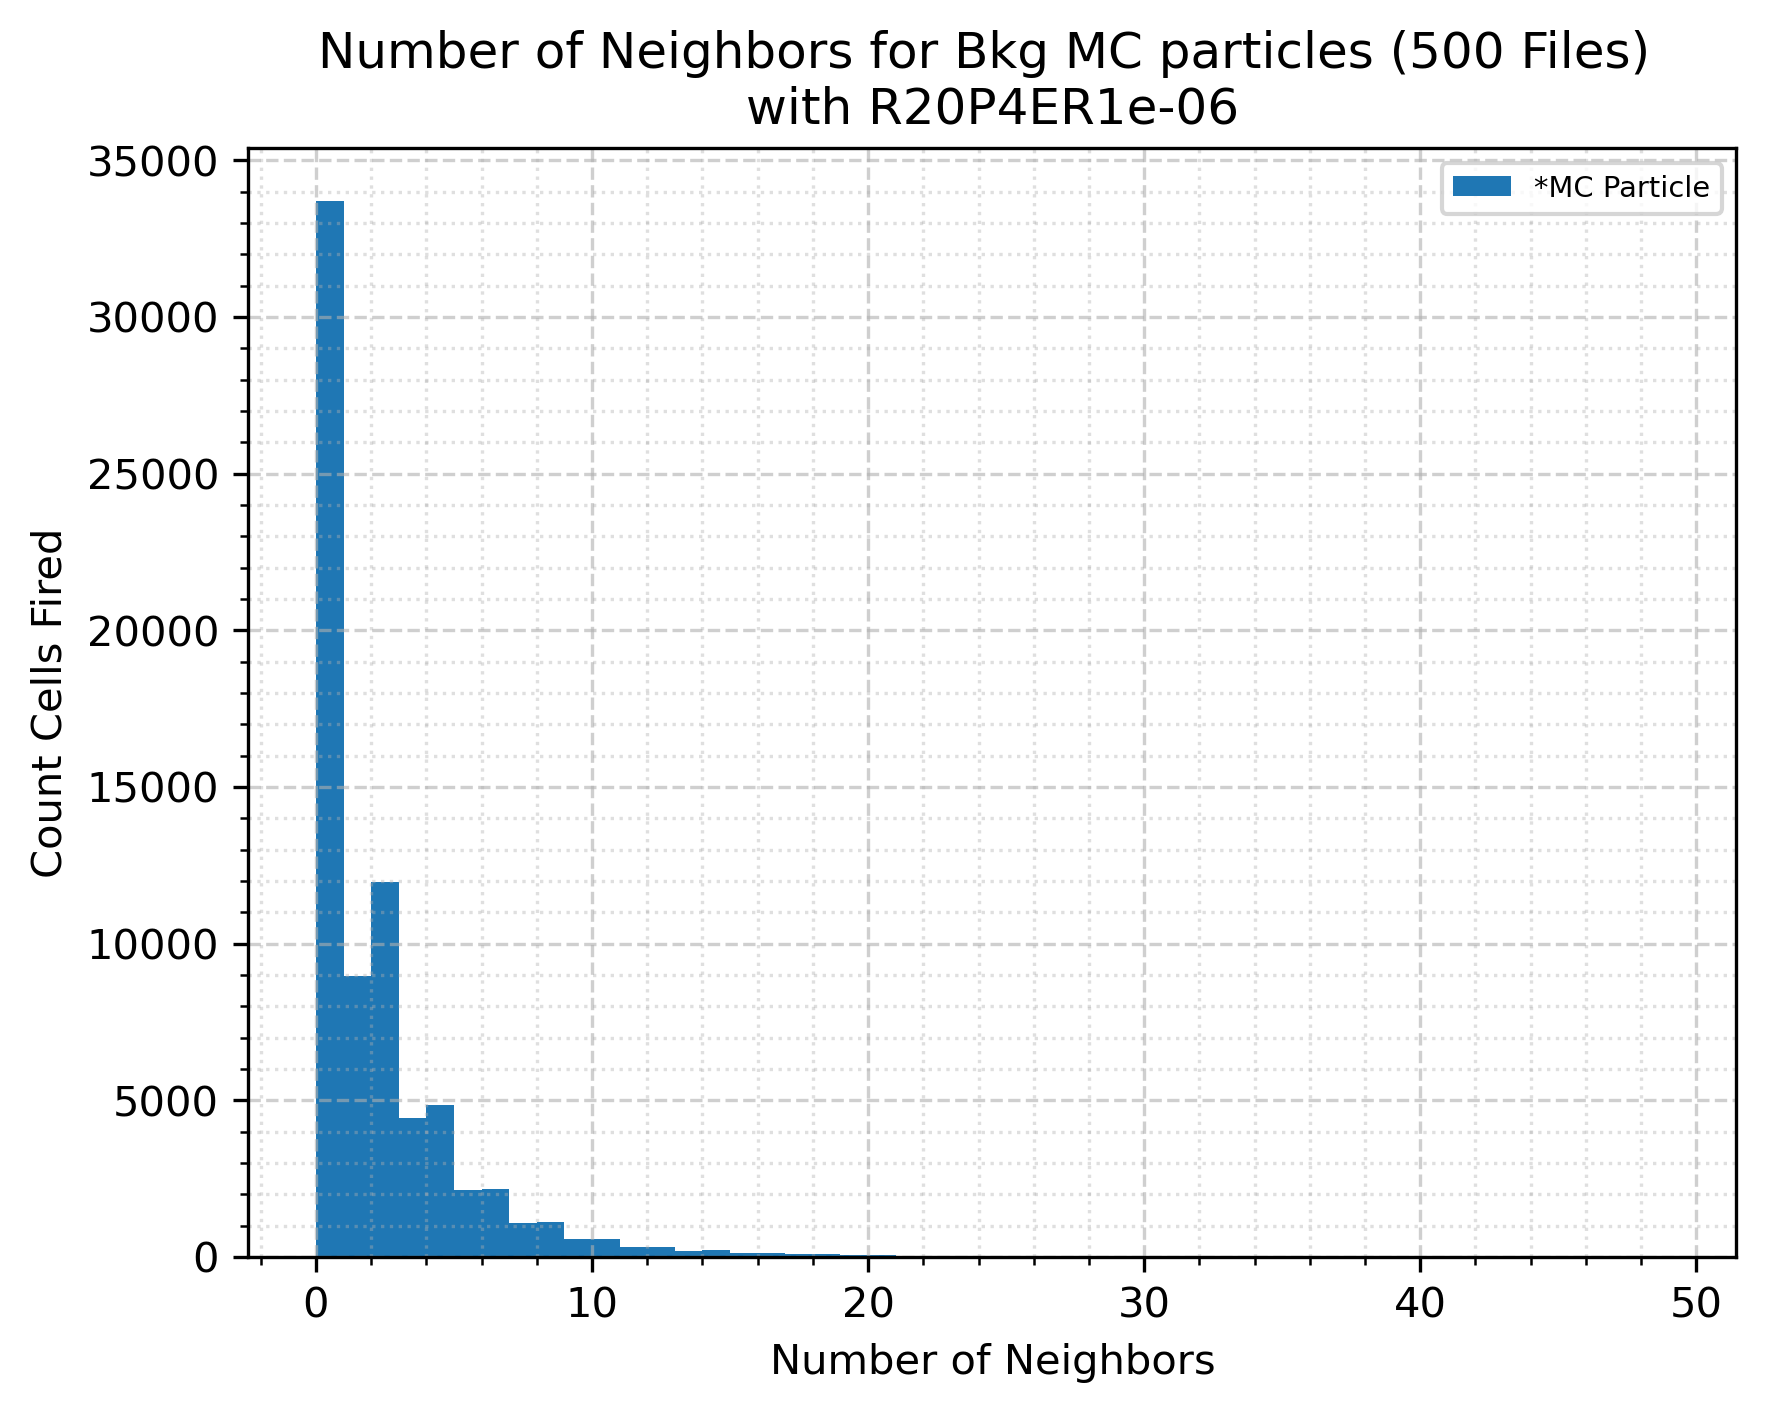 Number of Neighbors for Bkg MC particles (500 Files)
with R20P4ER1e-06
*MC Particle
Count Cells Fired
35000
30000
25000
20000
15000
10000
5000
0
0 10 20 30 40 50
Number of Neighbors